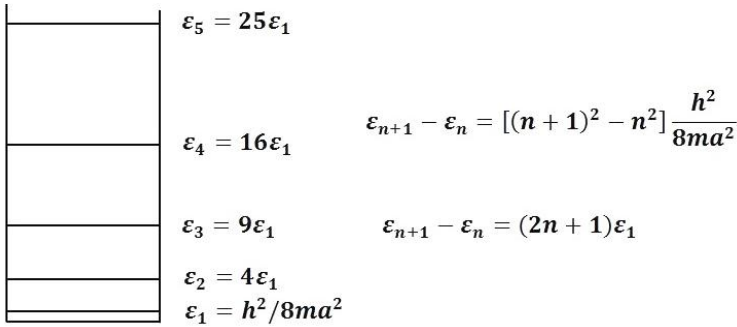 ε₅ = 25ε₁
εₙ₊₁ − εₙ = [(n + 1)² − n²] h²/8ma²
ε₄ = 16ε₁
ε₃ = 9ε₁
εₙ₊₁ − εₙ = (2n + 1)ε₁
ε₂ = 4ε₁
ε₁ = h²/8ma²